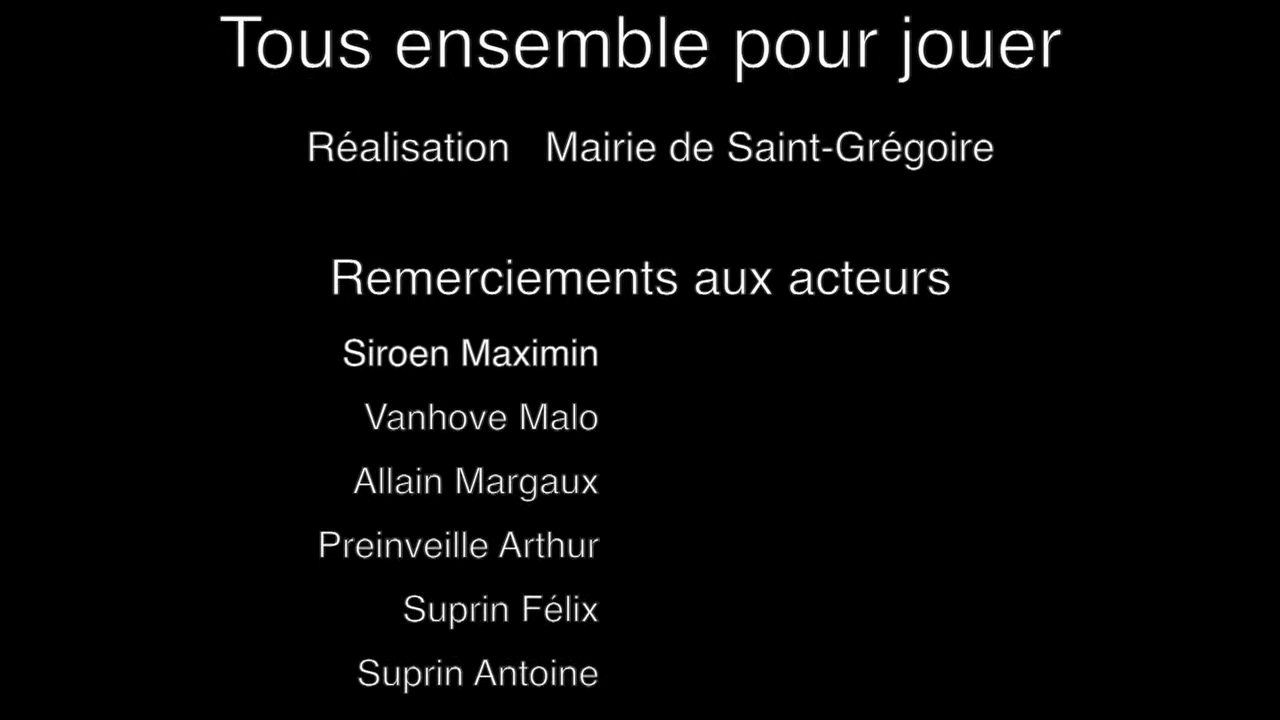 Tous ensemble pour jouer
Réalisation Mairie de Saint-Grégoire
Remerciements aux acteurs
Siroen Maximin
Vanhove Malo
Allain Margaux
Preinveille Arthur
Suprin Félix
Suprin Antoine